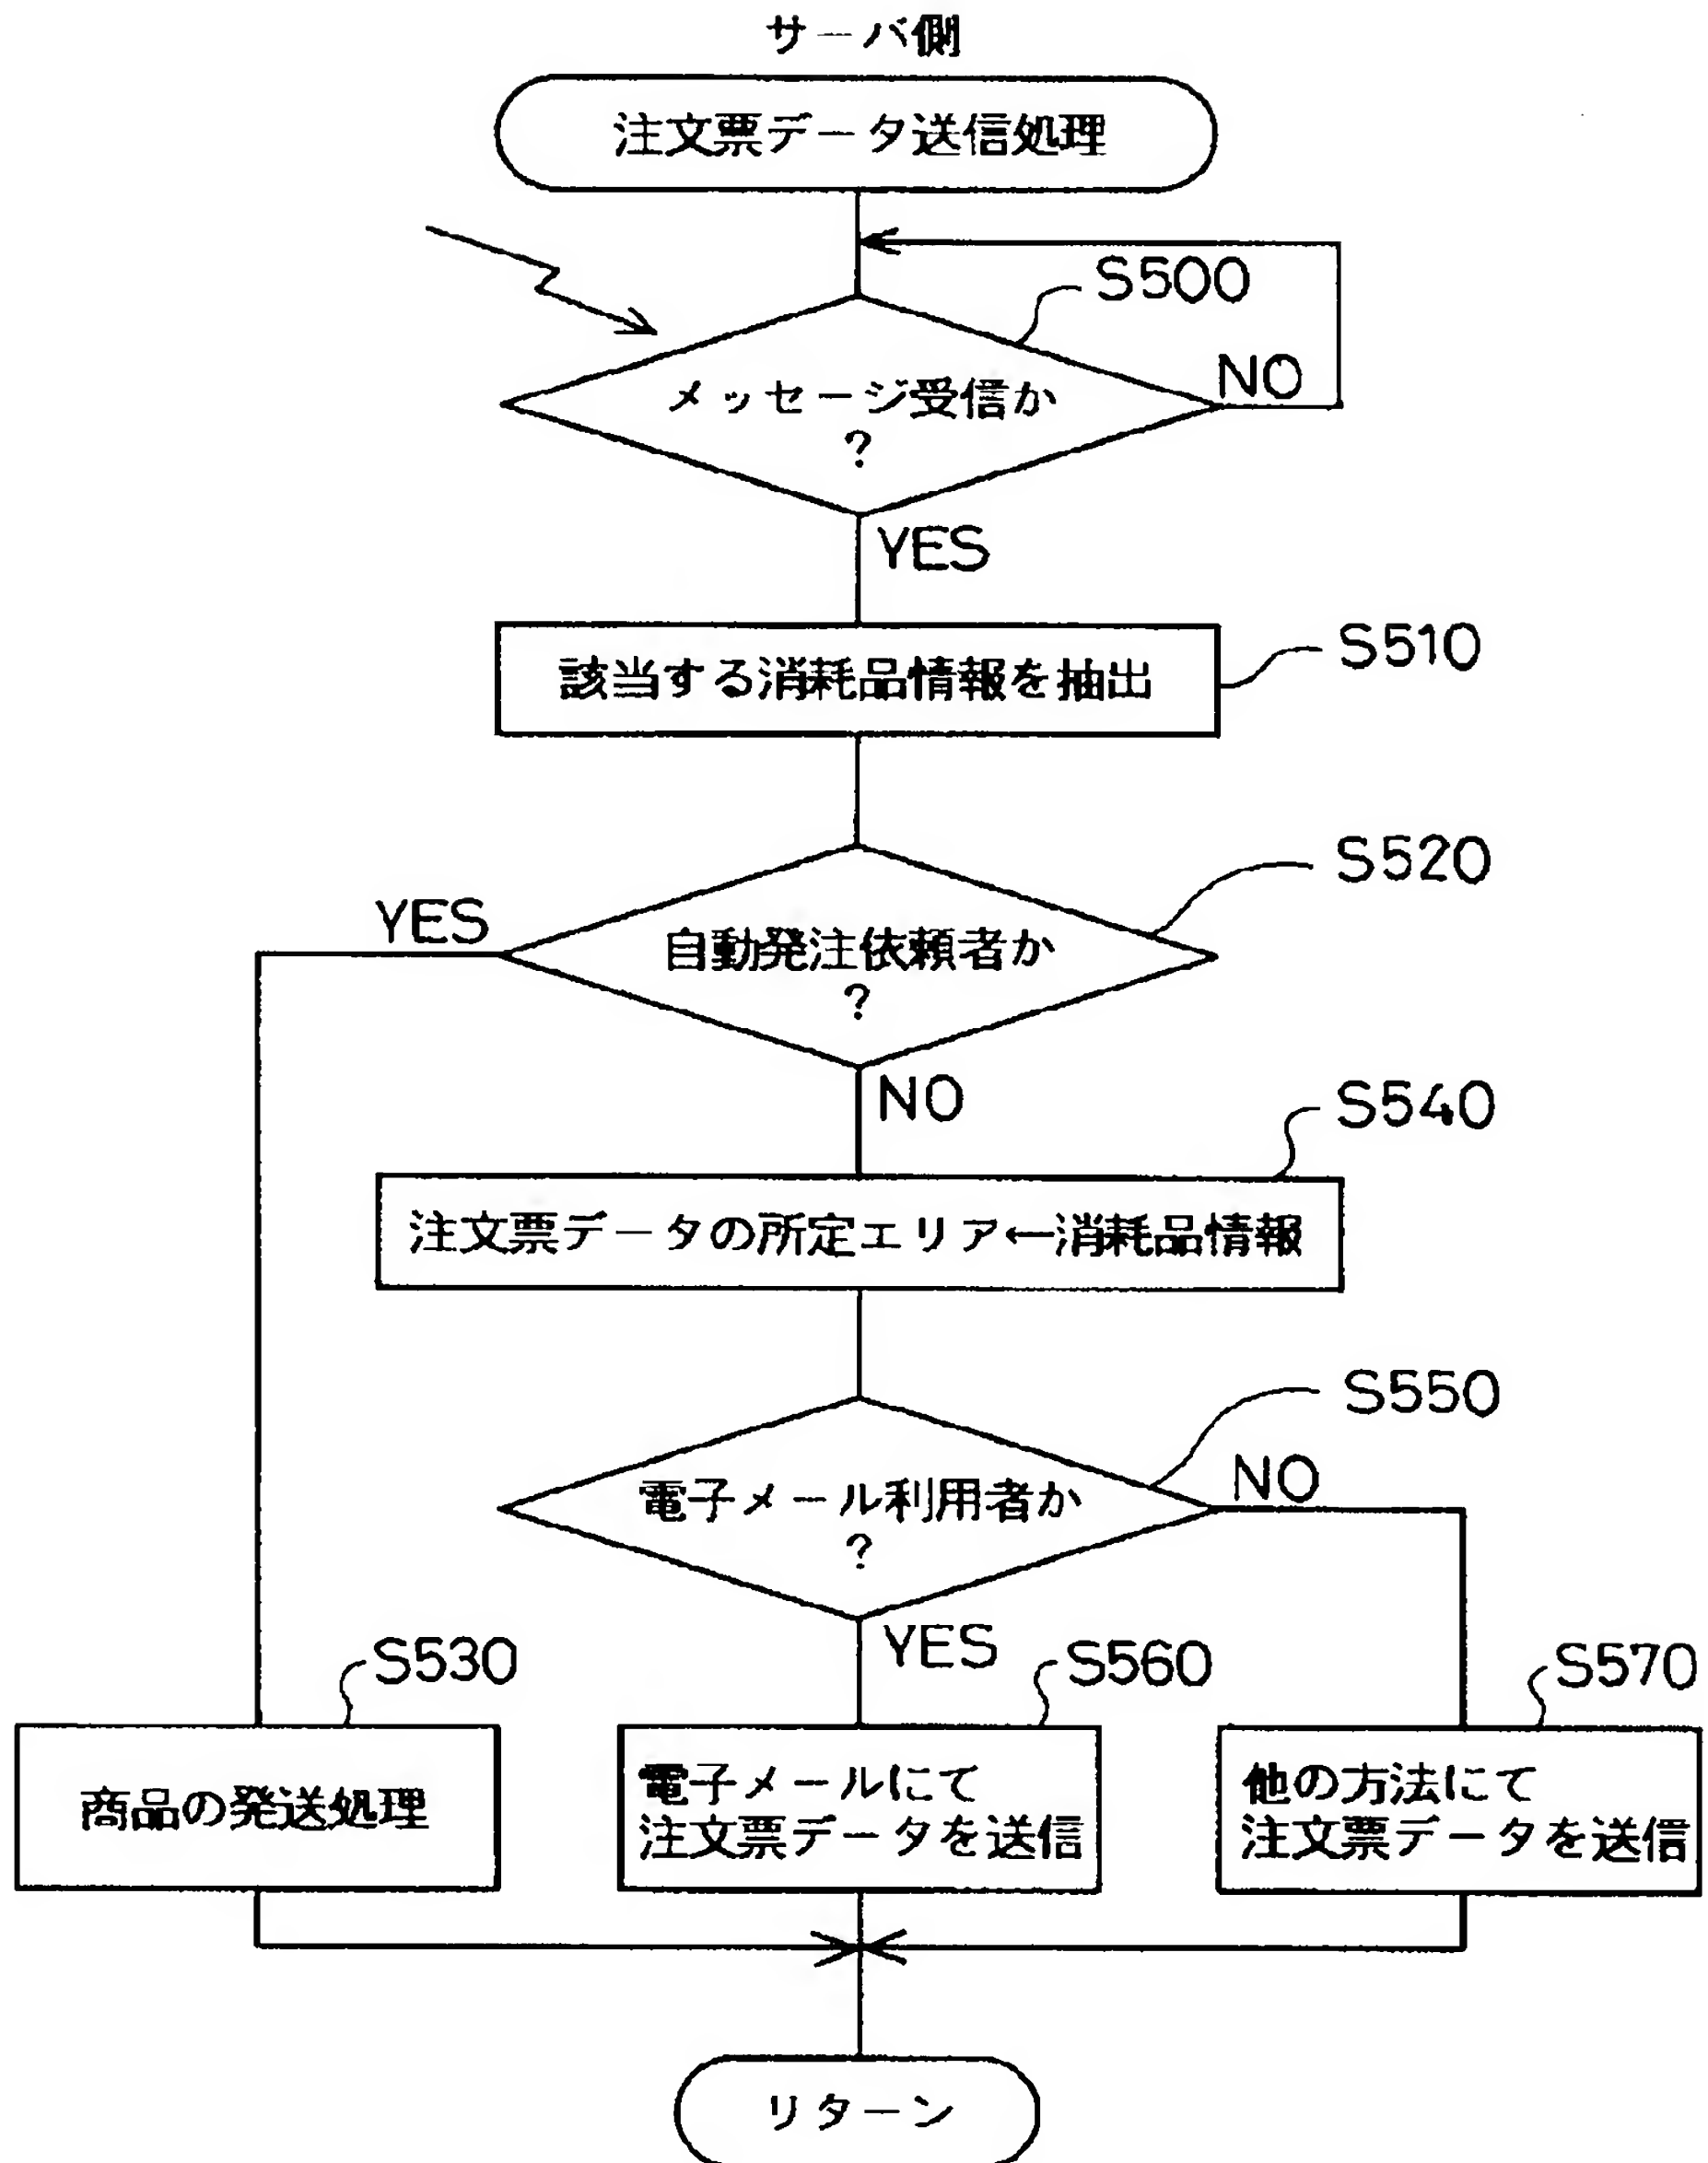 サーバ側
注文票データ送信処理
S500
メッセージ受信か
?
NO
YES
該当する消耗品情報を抽出
S510
S520
YES
自動発注依頼者か
?
NO
S540
注文票データの所定エリア←消耗品情報
S550
電子メール利用者か
?
NO
YES
S530
S560
S570
商品の発送処理
電子メールにて
注文票データを送信
他の方法にて
注文票データを送信
リターン